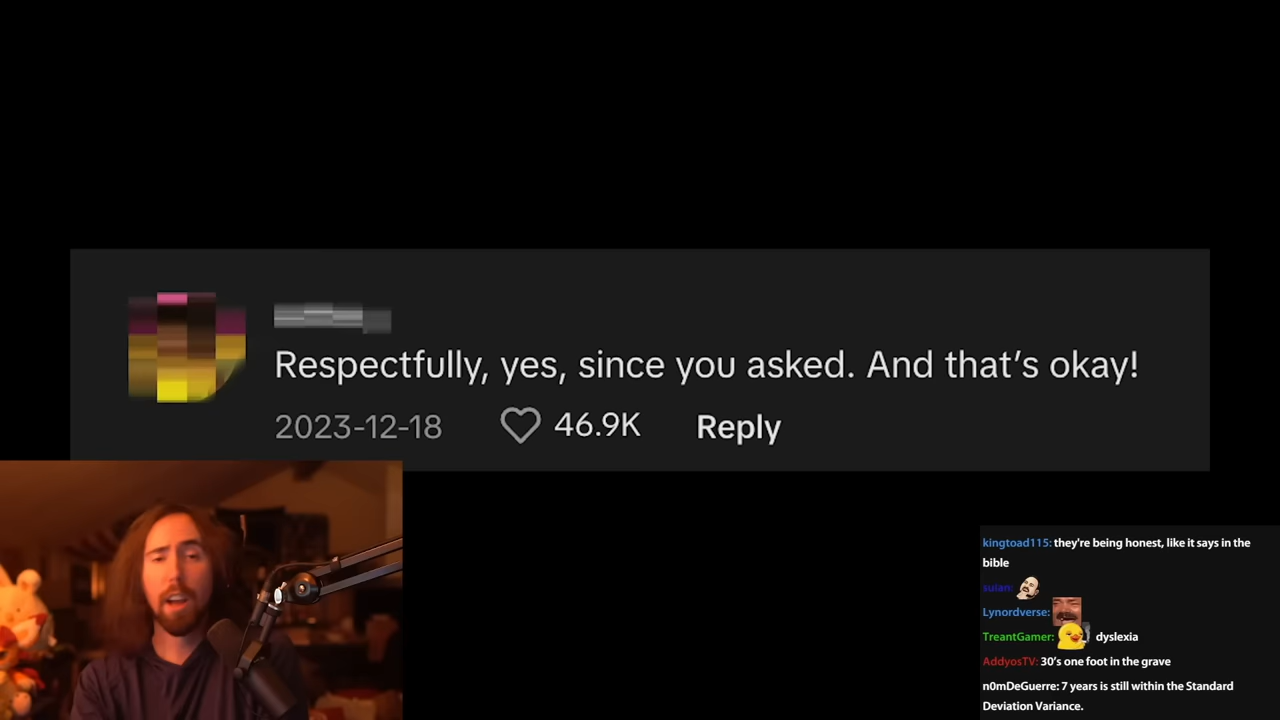 Respectfully, yes, since you asked. And that’s okay!
2023-12-18 46.9K Reply
kingtoad115: they're being honest, like it says in the
bible
sulan:
Lynordverse:
TreantGamer: dyslexia
AddyosTV: 30's one foot in the grave
n0mDeGuerre: 7 years is still within the Standard
Deviation Variance.